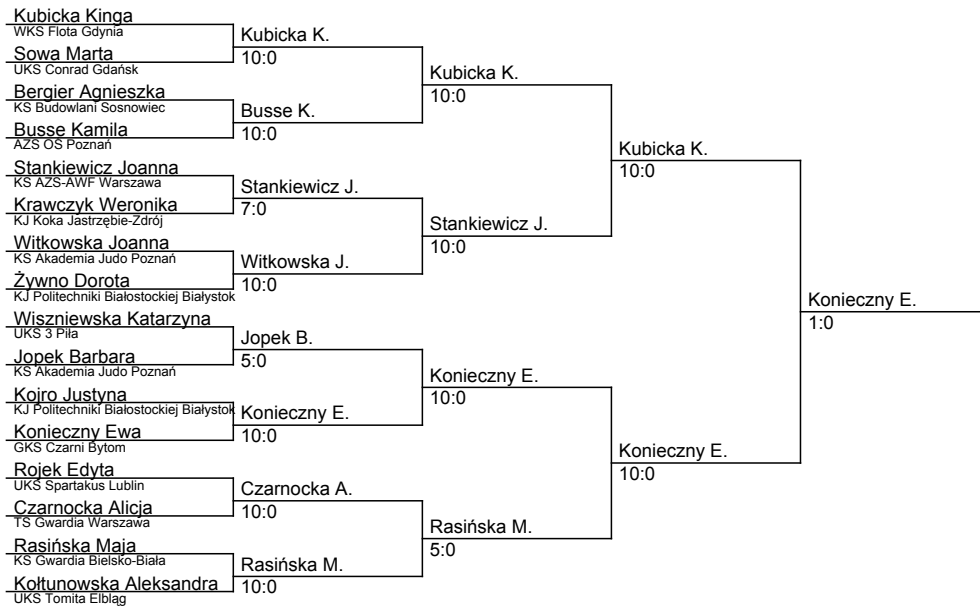 Kubicka Kinga
WKS Flota Gdynia
Sowa Marta
UKS Conrad Gdańsk
Bergier Agnieszka
KS Budowlani Sosnowiec
Busse Kamila
AZS OŚ Poznań
Stankiewicz Joanna
KS AZS-AWF Warszawa
Krawczyk Weronika
KJ Koka Jastrzębie-Zdrój
Witkowska Joanna
KS Akademia Judo Poznań
Żywno Dorota
KJ Politechniki Białostockiej Białystok
Wiszniewska Katarzyna
UKS 3 Piła
Jopek Barbara
KS Akademia Judo Poznań
Kojro Justyna
KJ Politechniki Białostockiej Białystok
Konieczny Ewa
GKS Czarni Bytom
Rojek Edyta
UKS Spartakus Lublin
Czarnocka Alicja
TS Gwardia Warszawa
Rasińska Maja
KS Gwardia Bielsko-Biała
Kołtunowska Aleksandra
UKS Tomita Elbląg
Kubicka K.
10:0
Busse K.
10:0
Stankiewicz J.
7:0
Witkowska J.
10:0
Jopek B.
5:0
Konieczny E.
10:0
Czarnocka A.
10:0
Rasińska M.
10:0
Kubicka K.
10:0
Stankiewicz J.
10:0
Konieczny E.
10:0
Rasińska M.
5:0
Kubicka K.
10:0
Konieczny E.
10:0
Konieczny E.
1:0